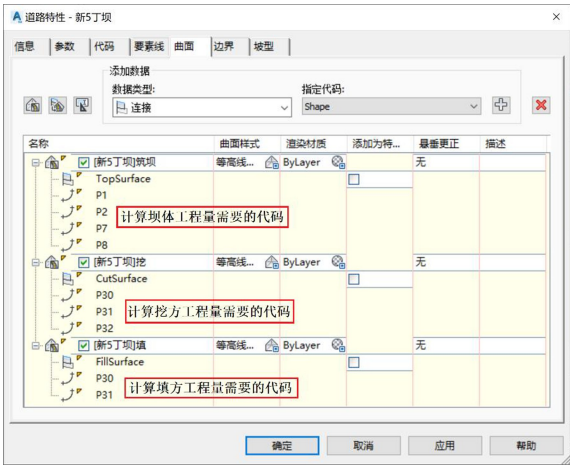 道路特性 - 新5丁坝
信息 参数 代码 要素线 曲面 边界 坡型
添加数据
数据类型: 指定代码:
连接 Shape
名称 曲面样式 渲染材质 添加为特... 悬垂更正 描述
[新5丁坝]筑坝 等高线... ByLayer 无
TopSurface
P1
P2 计算坝体工程量需要的代码
P7
P8
[新5丁坝]挖 等高线... ByLayer 无
CutSurface
P30
P31 计算挖方工程量需要的代码
P32
[新5丁坝]填 等高线... ByLayer 无
FillSurface
P30
P31 计算填方工程量需要的代码
确定 取消 应用 帮助